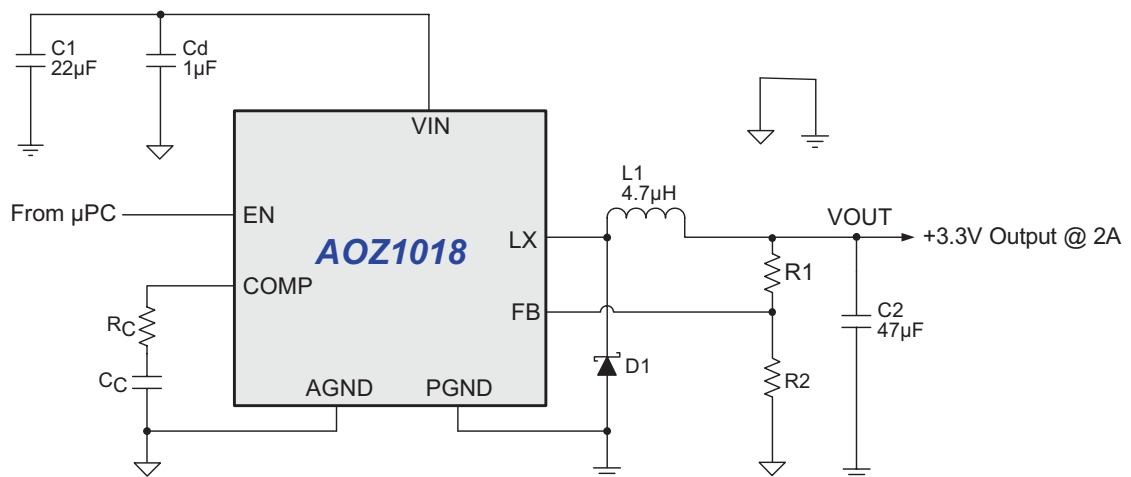 C1
22µF
Cd
1µF
VIN
L1
4.7µH
From µPC
EN
VOUT
LX
+3.3V Output @ 2A
AOZ1018
R1
COMP
FB
C2
47µF
RC
D1
R2
CC
AGND
PGND